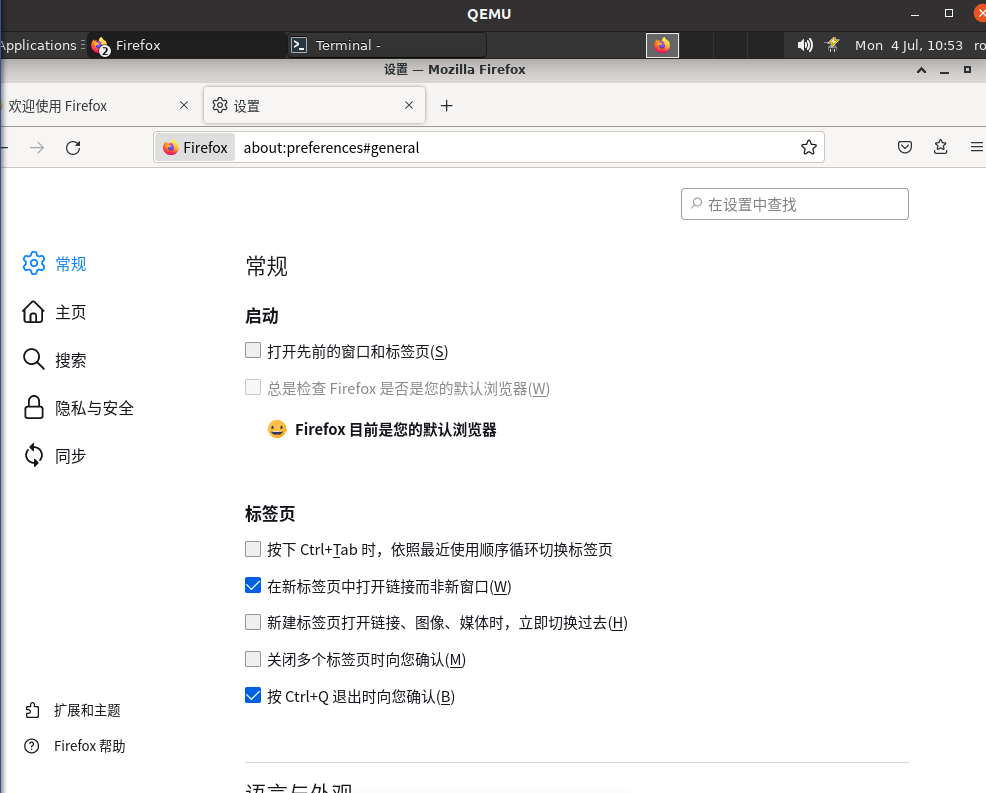 QEMU
Applications
2 Firefox
Terminal -
Mon 4 Jul, 10:53
ro
设置 — Mozilla Firefox
欢迎使用 Firefox
设置
Firefox about:preferences#general
在设置中查找
常规
主页
搜索
隐私与安全
同步
常规
启动
打开先前的窗口和标签页(S)
总是检查 Firefox 是否是您的默认浏览器(W)
Firefox 目前是您的默认浏览器
标签页
按下 Ctrl+Tab 时，依照最近使用顺序循环切换标签页
在新标签页中打开链接而非新窗口(W)
新建标签页打开链接、图像、媒体时，立即切换过去(H)
关闭多个标签页时向您确认(M)
按 Ctrl+Q 退出时向您确认(B)
扩展和主题
Firefox 帮助
语言与外观